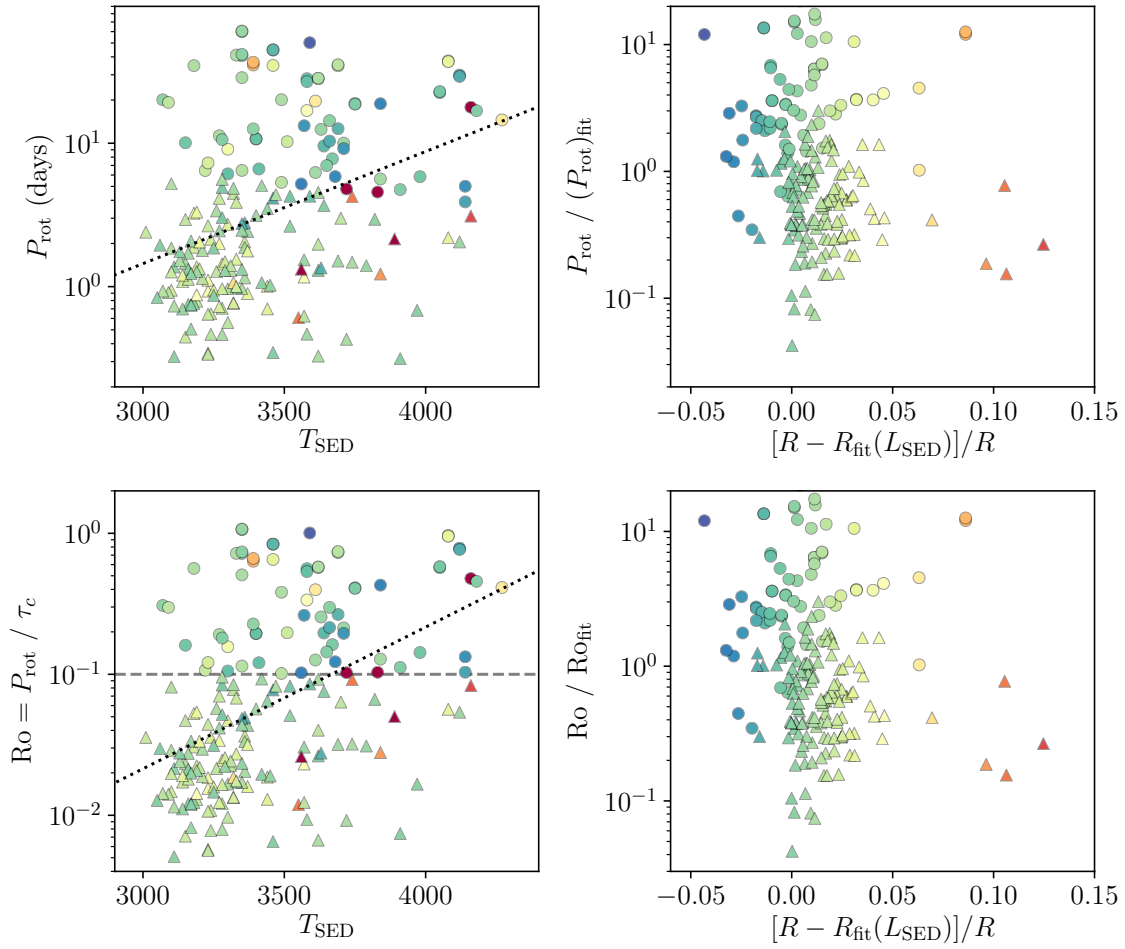 P_rot (days)
10^1
10^0
3000 3500 4000
T_SED
P_rot / (P_rot)_fit
10^1
10^0
10^−1
−0.05 0.00 0.05 0.10 0.15
[R − R_fit(L_SED)]/R
Ro = P_rot / τ_c
10^0
10^−1
10^−2
3000 3500 4000
T_SED
Ro / Ro_fit
10^1
10^0
10^−1
−0.05 0.00 0.05 0.10 0.15
[R − R_fit(L_SED)]/R